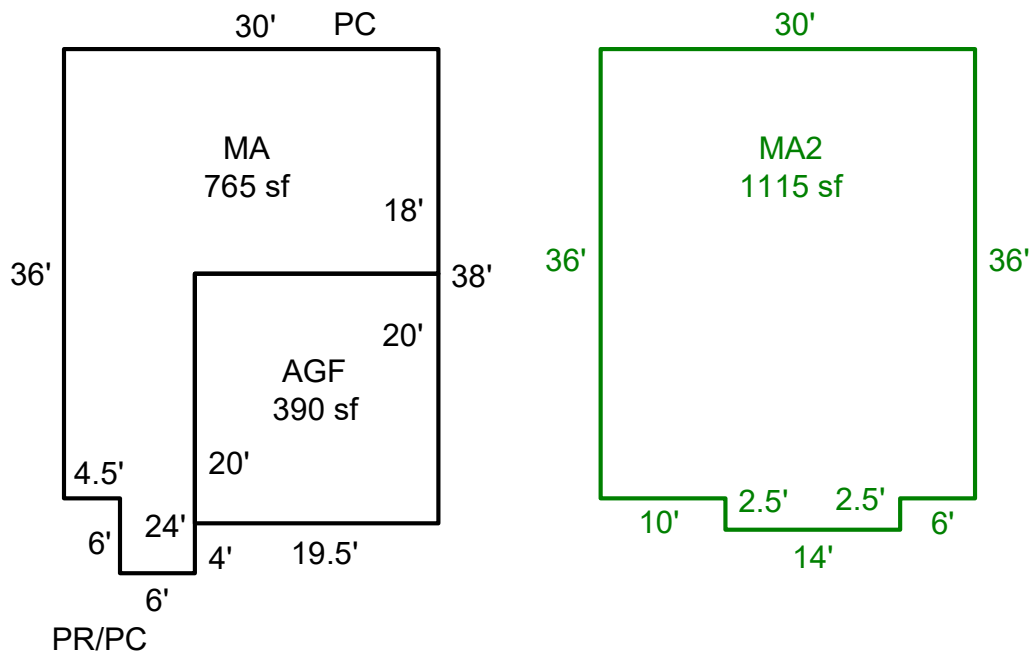 30' PC
MA
765 sf
18'
36'
38'
20'
AGF
390 sf
4.5'
20'
6'
24'
4'
19.5'
6'
PR/PC
30'
MA2
1115 sf
36'
36'
2.5'
2.5'
10'
6'
14'